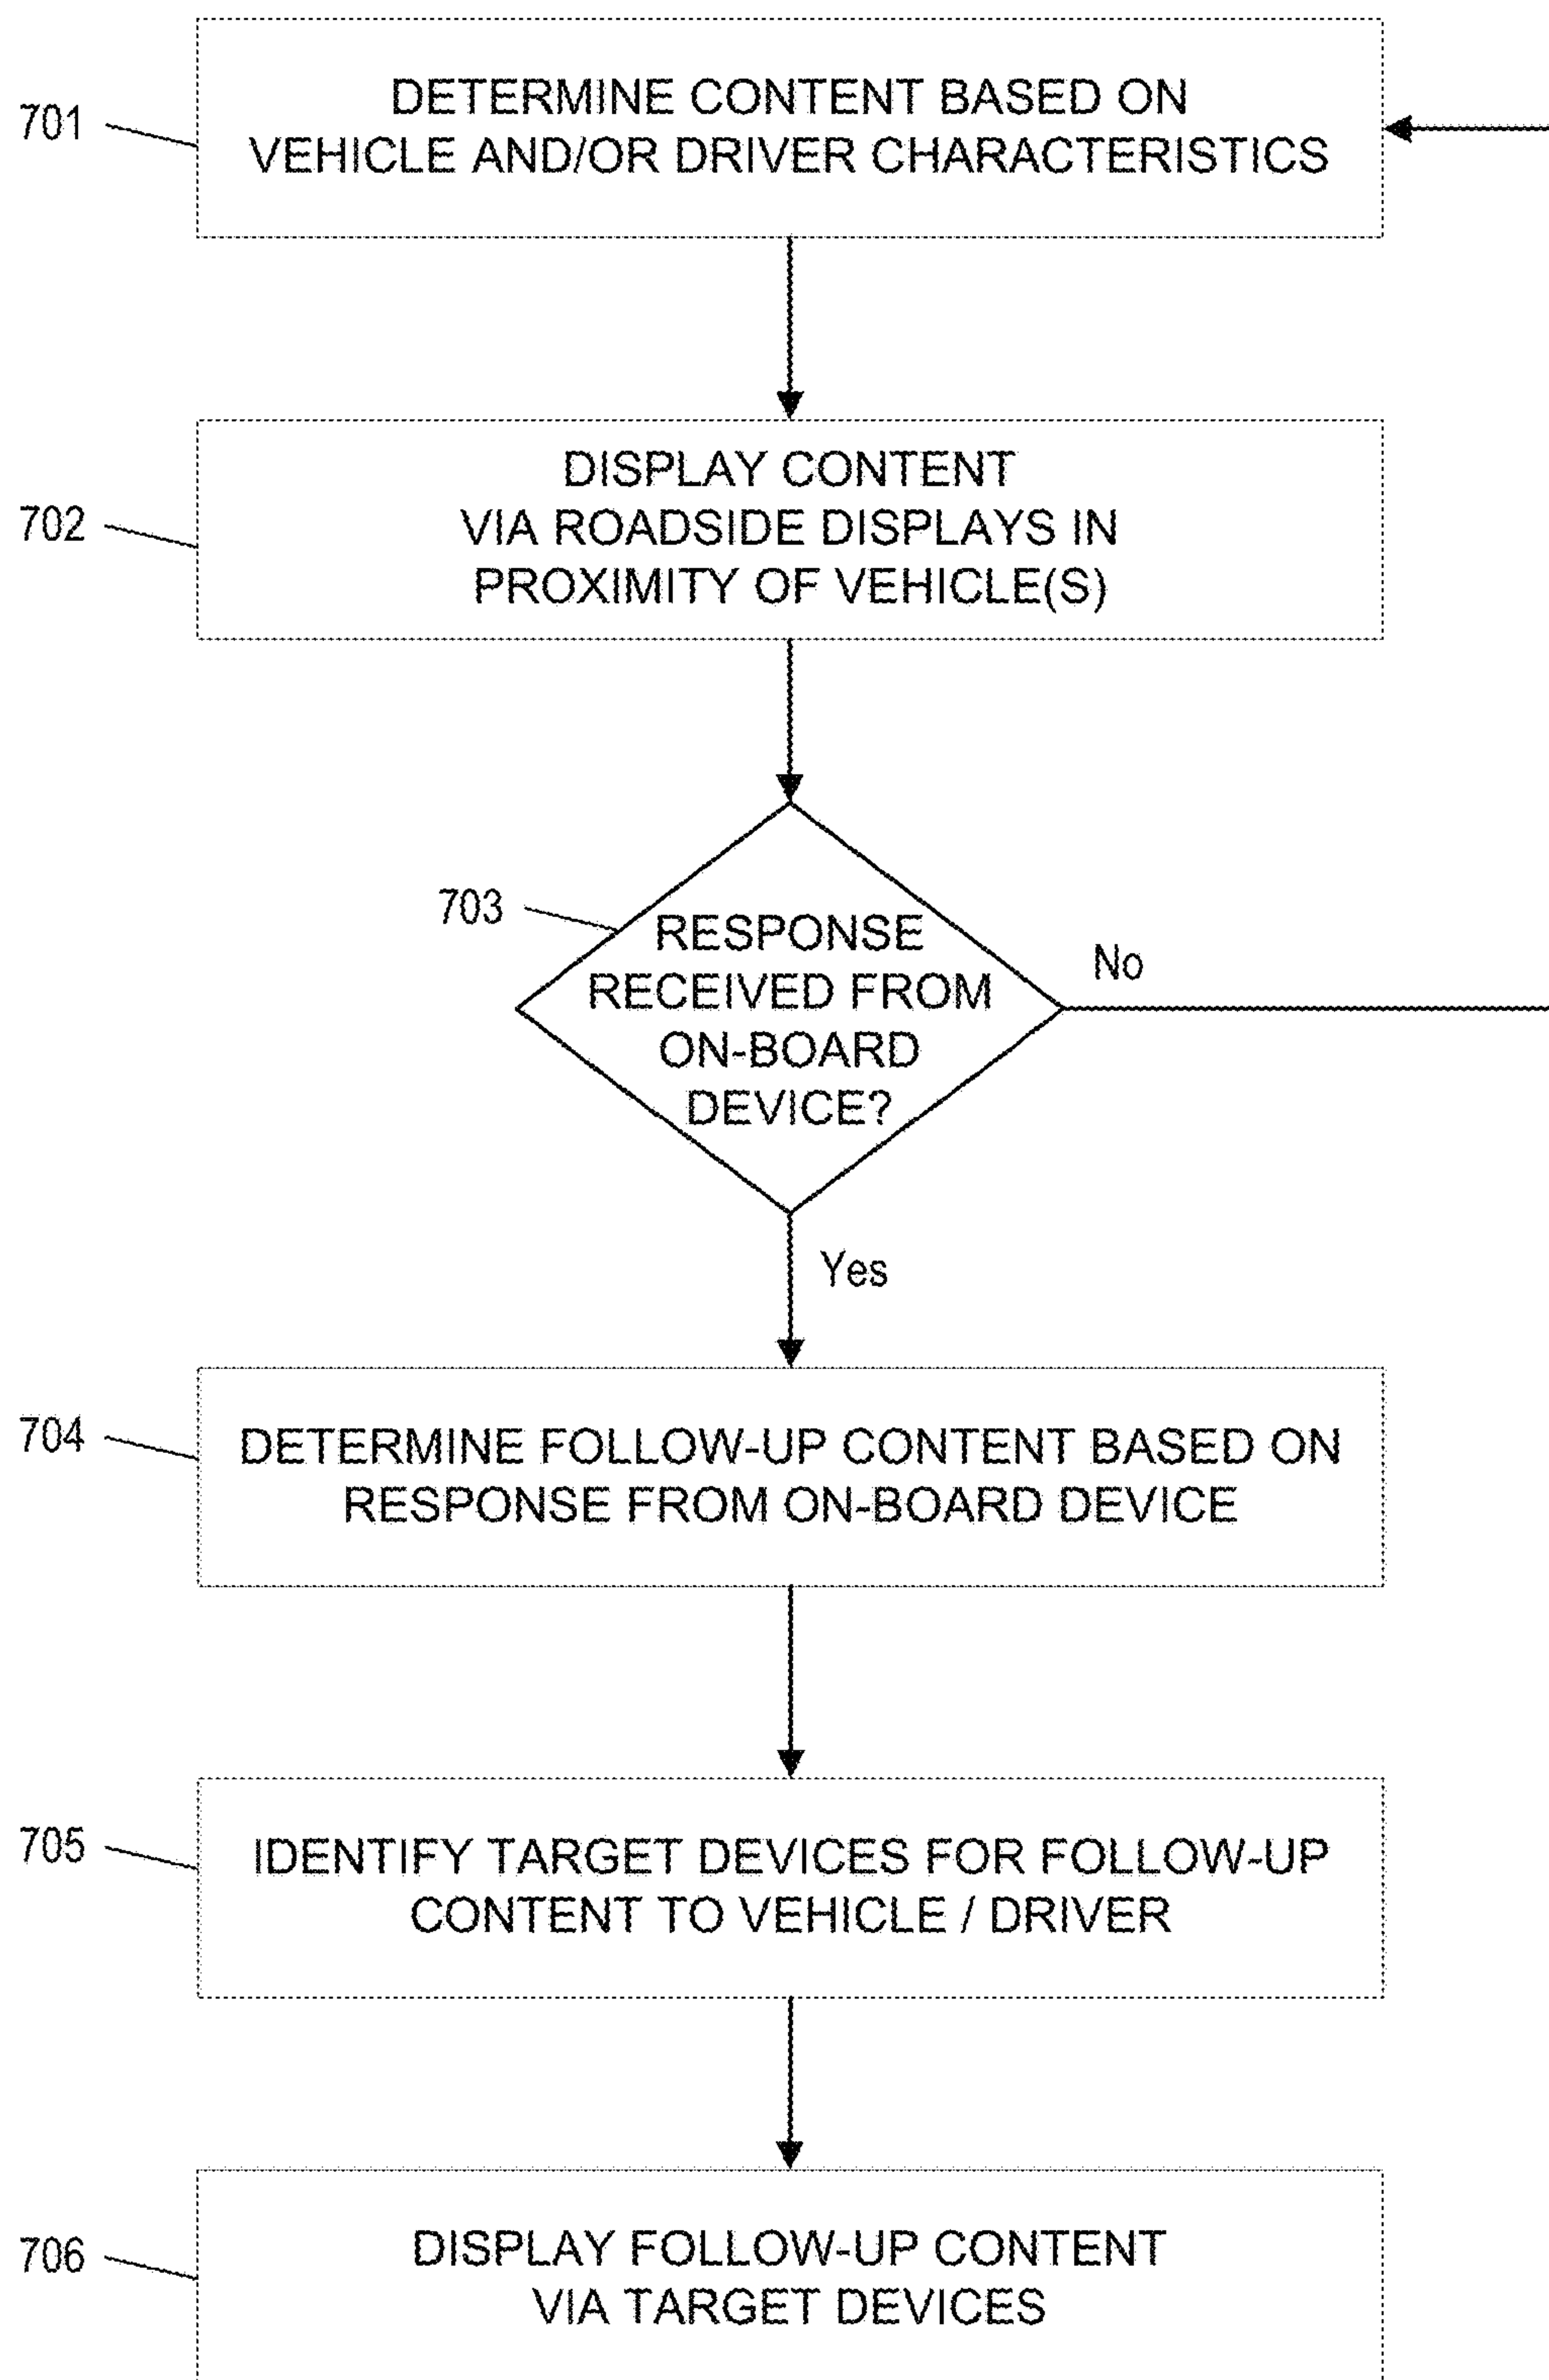 701
DETERMINE CONTENT BASED ON
VEHICLE AND/OR DRIVER CHARACTERISTICS
702
DISPLAY CONTENT
VIA ROADSIDE DISPLAYS IN
PROXIMITY OF VEHICLE(S)
703
RESPONSE
RECEIVED FROM
ON-BOARD
DEVICE?
No
Yes
704
DETERMINE FOLLOW-UP CONTENT BASED ON
RESPONSE FROM ON-BOARD DEVICE
705
IDENTIFY TARGET DEVICES FOR FOLLOW-UP
CONTENT TO VEHICLE / DRIVER
706
DISPLAY FOLLOW-UP CONTENT
VIA TARGET DEVICES